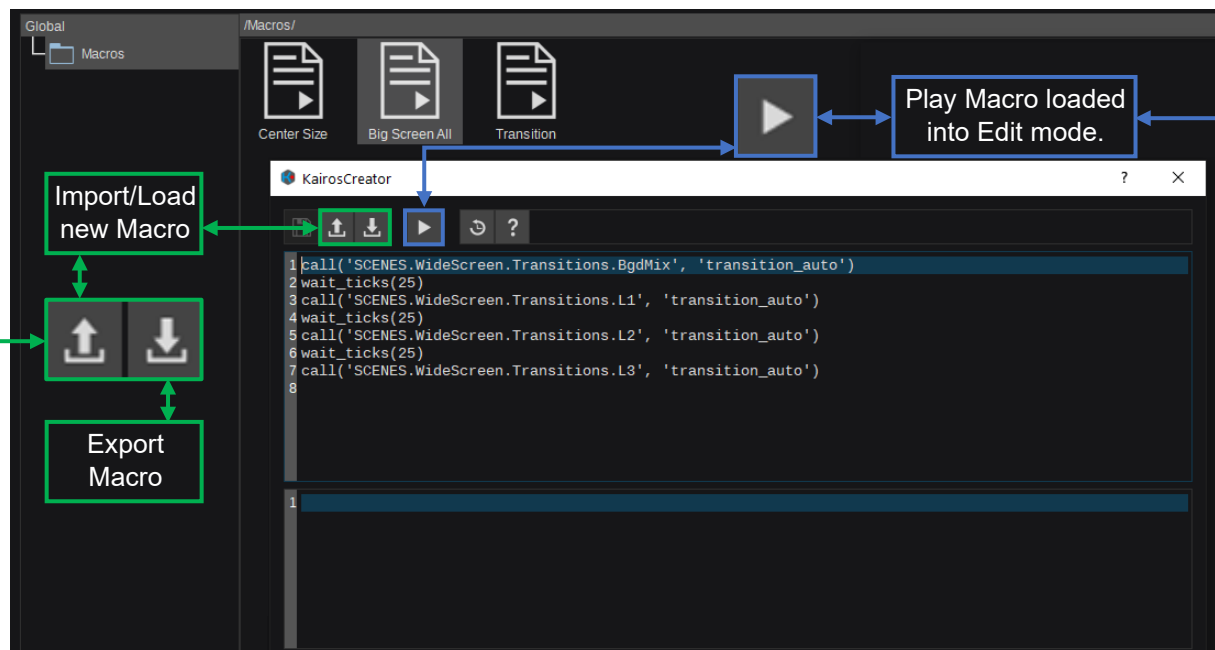 Global
Macros
/Macros/
Center Size
Big Screen All
Transition
Play Macro loaded
into Edit mode.
Import/Load
new Macro
Export
Macro
KairosCreator
?
?
1 call('SCENES.WideScreen.Transitions.BgdMix', 'transition_auto')
2 wait_ticks(25)
3 call('SCENES.WideScreen.Transitions.L1', 'transition_auto')
4 wait_ticks(25)
5 call('SCENES.WideScreen.Transitions.L2', 'transition_auto')
6 wait_ticks(25)
7 call('SCENES.WideScreen.Transitions.L3', 'transition_auto')
8
1